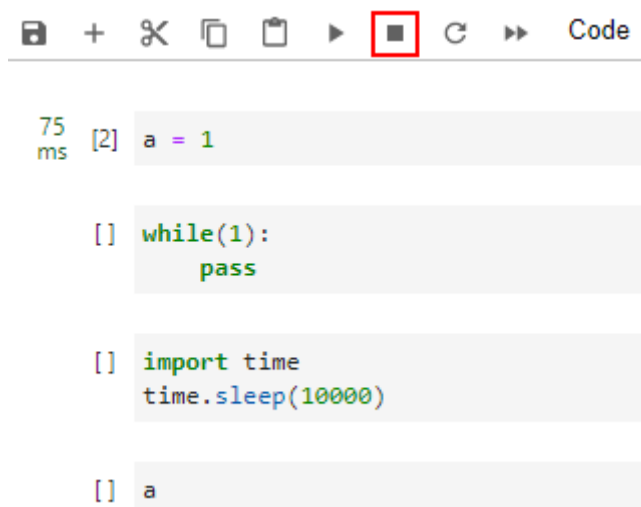 Code
75
ms
[2] a = 1
[] while(1):
pass
[] import time
time.sleep(10000)
[] a